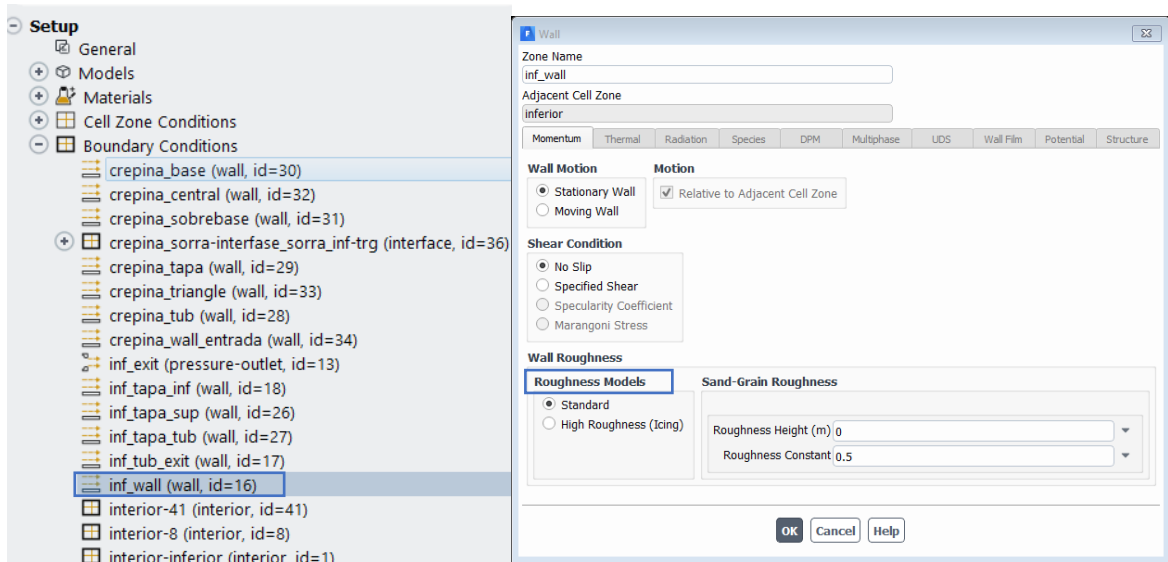 Setup
General
Models
Materials
Cell Zone Conditions
Boundary Conditions
crepina_base (wall, id=30)
crepina_central (wall, id=32)
crepina_sobrebase (wall, id=31)
crepina_sorra-interfase_sorra_inf-trg (interface, id=36)
crepina_tapa (wall, id=29)
crepina_triangle (wall, id=33)
crepina_tub (wall, id=28)
crepina_wall_entrada (wall, id=34)
inf_exit (pressure-outlet, id=13)
inf_tapa_inf (wall, id=18)
inf_tapa_sup (wall, id=26)
inf_tapa_tub (wall, id=27)
inf_tub_exit (wall, id=17)
inf_wall (wall, id=16)
interior-41 (interior, id=41)
interior-8 (interior, id=8)
interior-inferior (interior, id=1)
Wall
Zone Name
inf_wall
Adjacent Cell Zone
inferior
Momentum Thermal Radiation Species DPM Multiphase UDS Wall Film Potential Structure
Wall Motion Motion
Stationary Wall Relative to Adjacent Cell Zone
Moving Wall
Shear Condition
No Slip
Specified Shear
Specularity Coefficient
Marangoni Stress
Wall Roughness
Roughness Models Sand-Grain Roughness
Standard
High Roughness (Icing)
Roughness Height (m) 0
Roughness Constant 0.5
OK Cancel Help